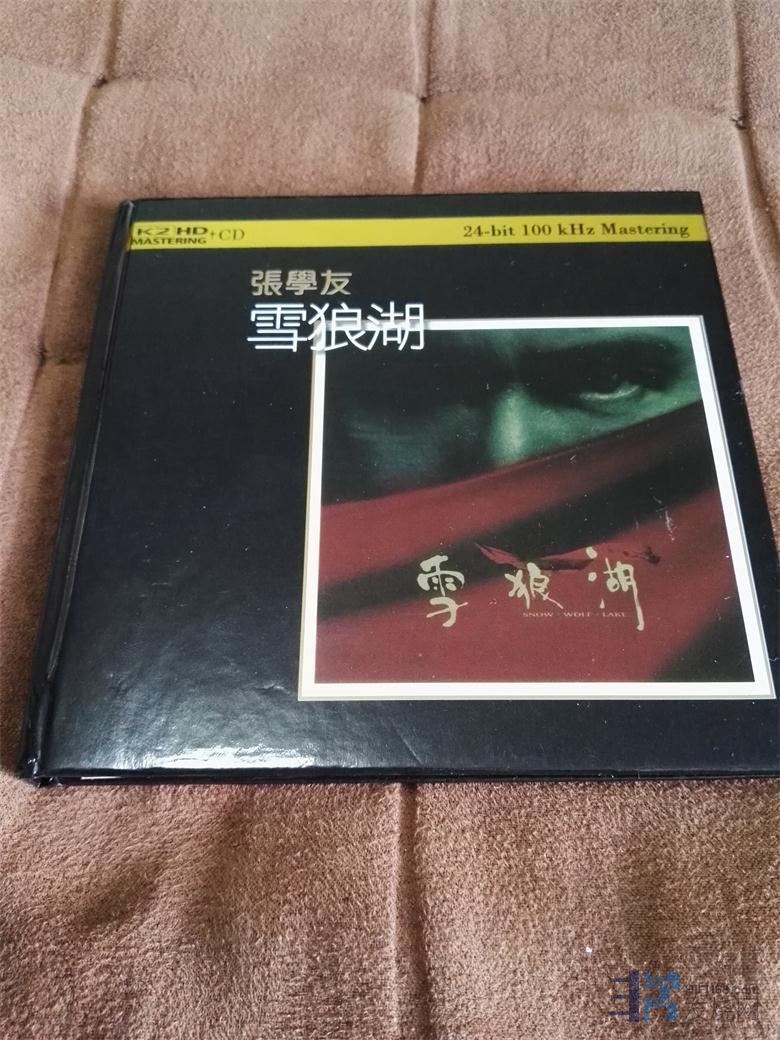 K2 HD MASTERING + CD
24-bit 100 kHz Mastering
張學友
雪狼湖
雪狼湖
SNOW · WOLF · LAKE